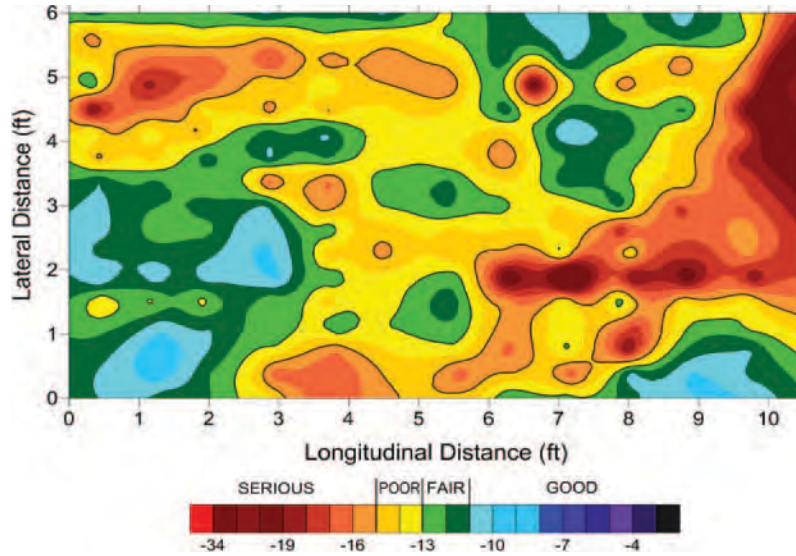 6
5
4
3
2
1
0
Lateral Distance (ft)
0 1 2 3 4 5 6 7 8 9 10
Longitudinal Distance (ft)
SERIOUS POOR FAIR GOOD
-34 -19 -16 -13 -10 -7 -4